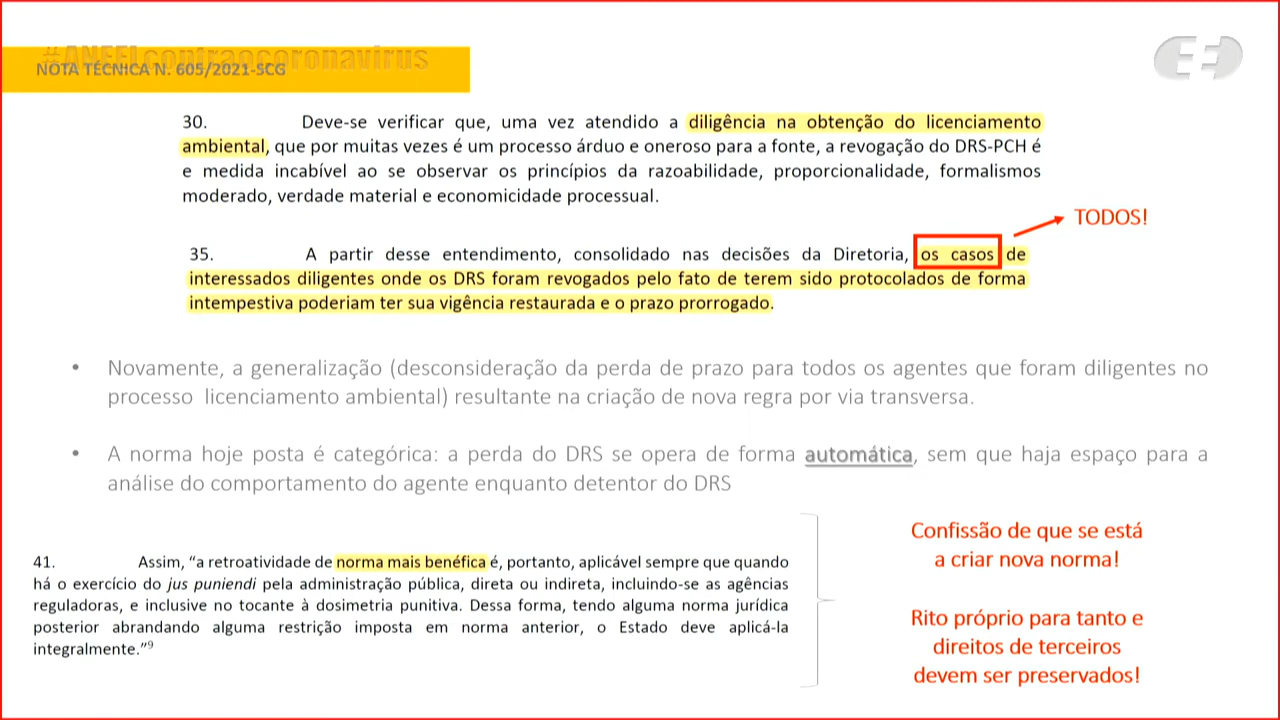 #ANEELcontraocoronavirus
NOTA TÉCNICA N. 605/2021-SCG
30. Deve-se verificar que, uma vez atendido a diligência na obtenção do licenciamento
ambiental, que por muitas vezes é um processo árduo e oneroso para a fonte, a revogação do DRS-PCH é
e medida incabível ao se observar os princípios da razoabilidade, proporcionalidade, formalismos
moderado, verdade material e economicidade processual.
TODOS!
35. A partir desse entendimento, consolidado nas decisões da Diretoria, os casos de
interessados diligentes onde os DRS foram revogados pelo fato de terem sido protocolados de forma
intempestiva poderiam ter sua vigência restaurada e o prazo prorrogado.
• Novamente, a generalização (desconsideração da perda de prazo para todos os agentes que foram diligentes no
processo licenciamento ambiental) resultante na criação de nova regra por via transversa.
• A norma hoje posta é categórica: a perda do DRS se opera de forma automática, sem que haja espaço para a
análise do comportamento do agente enquanto detentor do DRS
41. Assim, “a retroatividade de norma mais benéfica é, portanto, aplicável sempre que quando
há o exercício do jus puniendi pela administração pública, direta ou indireta, incluindo-se as agências
reguladoras, e inclusive no tocante à dosimetria punitiva. Dessa forma, tendo alguma norma jurídica
posterior abrandando alguma restrição imposta em norma anterior, o Estado deve aplicá-la
integralmente.”⁹
Confissão de que se está
a criar nova norma!
Rito próprio para tanto e
direitos de terceiros
devem ser preservados!